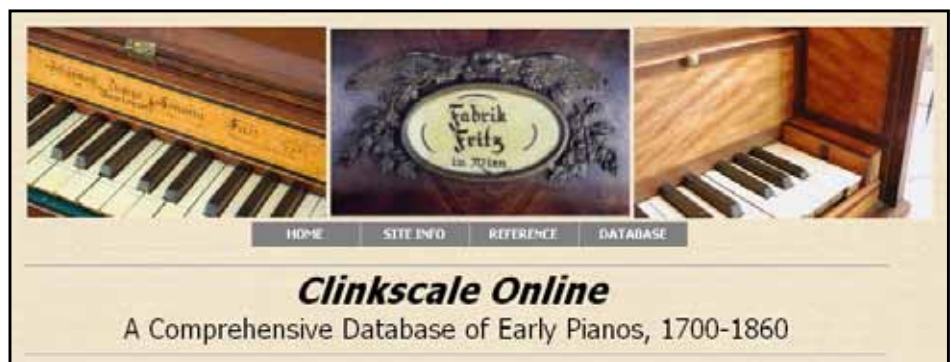 Fabrik
Fritz
in Wien
HOME SITE INFO REFERENCE DATABASE
Clinkscale Online
A Comprehensive Database of Early Pianos, 1700-1860